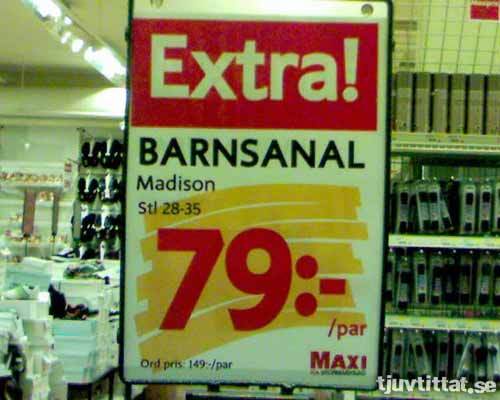 Extra!
BARNSANAL
Madison
Stl 28-35
79:-
/par
Ord pris: 149:-/par
MAXI
tjuvtittat.se